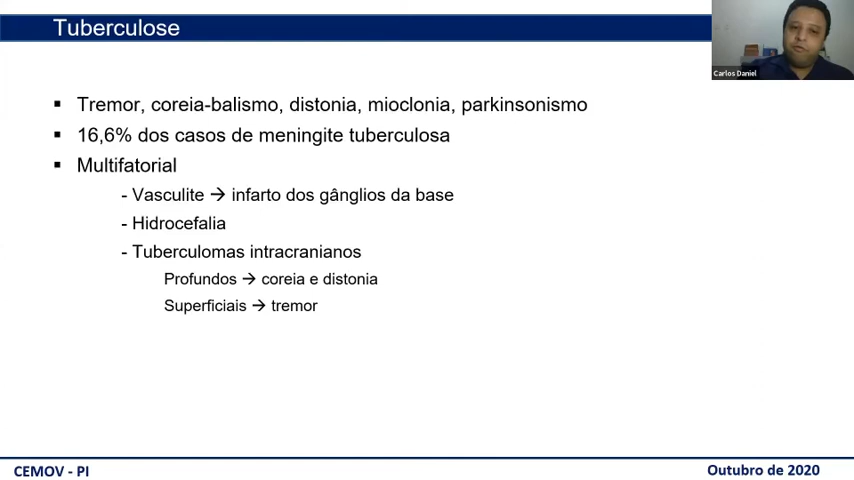 Tuberculose
Carlos Daniel
▪ Tremor, coreia-balismo, distonia, mioclonia, parkinsonismo
▪ 16,6% dos casos de meningite tuberculosa
▪ Multifatorial
- Vasculite → infarto dos gânglios da base
- Hidrocefalia
- Tuberculomas intracranianos
Profundos → coreia e distonia
Superficiais → tremor
CEMOV - PI
Outubro de 2020